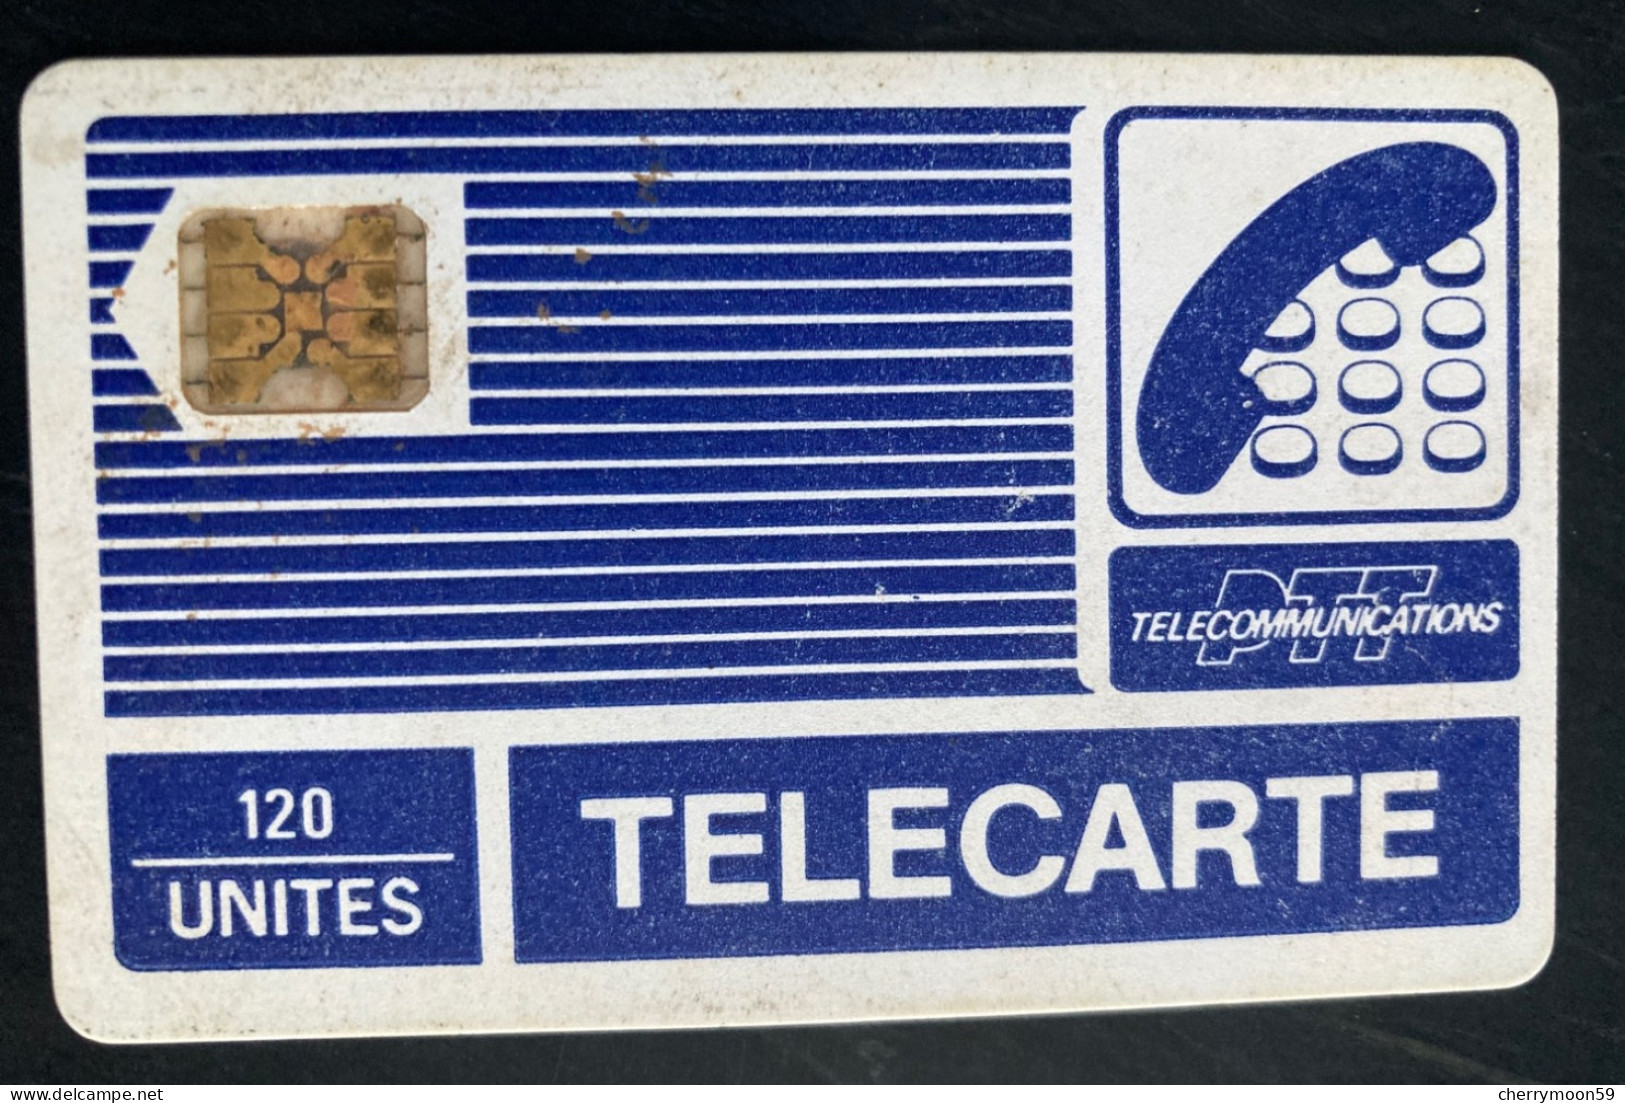 PTT
TELECOMMUNICATIONS
120
UNITES
TELECARTE
cherrymoon59